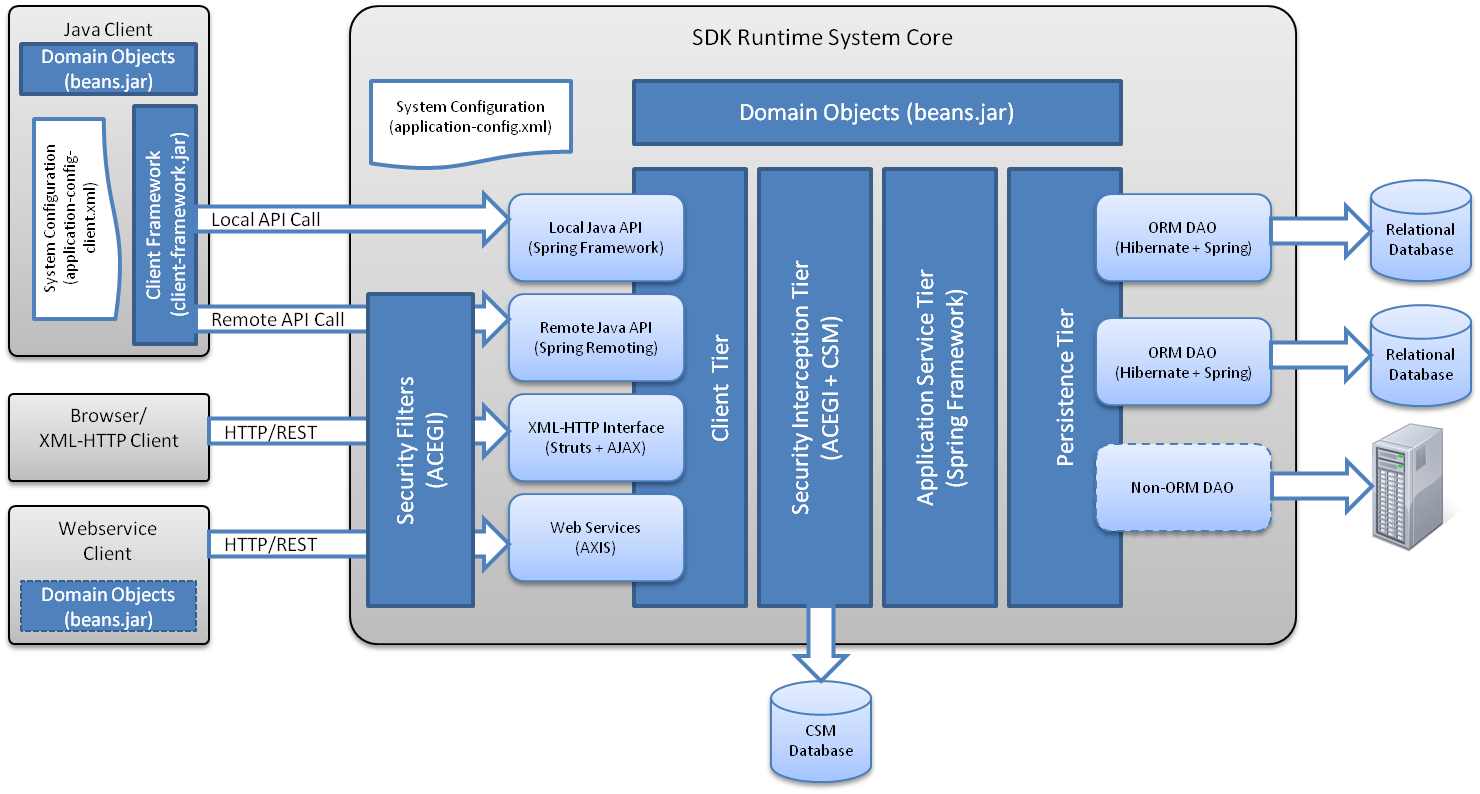 Java Client
Domain Objects
(beans.jar)
System Configuration
(application-config-
client.xml)
Client Framework
(client-framework.jar)
Browser/
XML-HTTP Client
Webservice
Client
Domain Objects
(beans.jar)
Local API Call
Remote API Call
HTTP/REST
HTTP/REST
SDK Runtime System Core
System Configuration
(application-config.xml)
Domain Objects (beans.jar)
Security Filters
(ACEGI)
Local Java API
(Spring Framework)
Remote Java API
(Spring Remoting)
XML-HTTP Interface
(Struts + AJAX)
Web Services
(AXIS)
Client Tier
Security Interception Tier
(ACEGI + CSM)
Application Service Tier
(Spring Framework)
Persistence Tier
ORM DAO
(Hibernate + Spring)
ORM DAO
(Hibernate + Spring)
Non-ORM DAO
Relational
Database
Relational
Database
CSM
Database